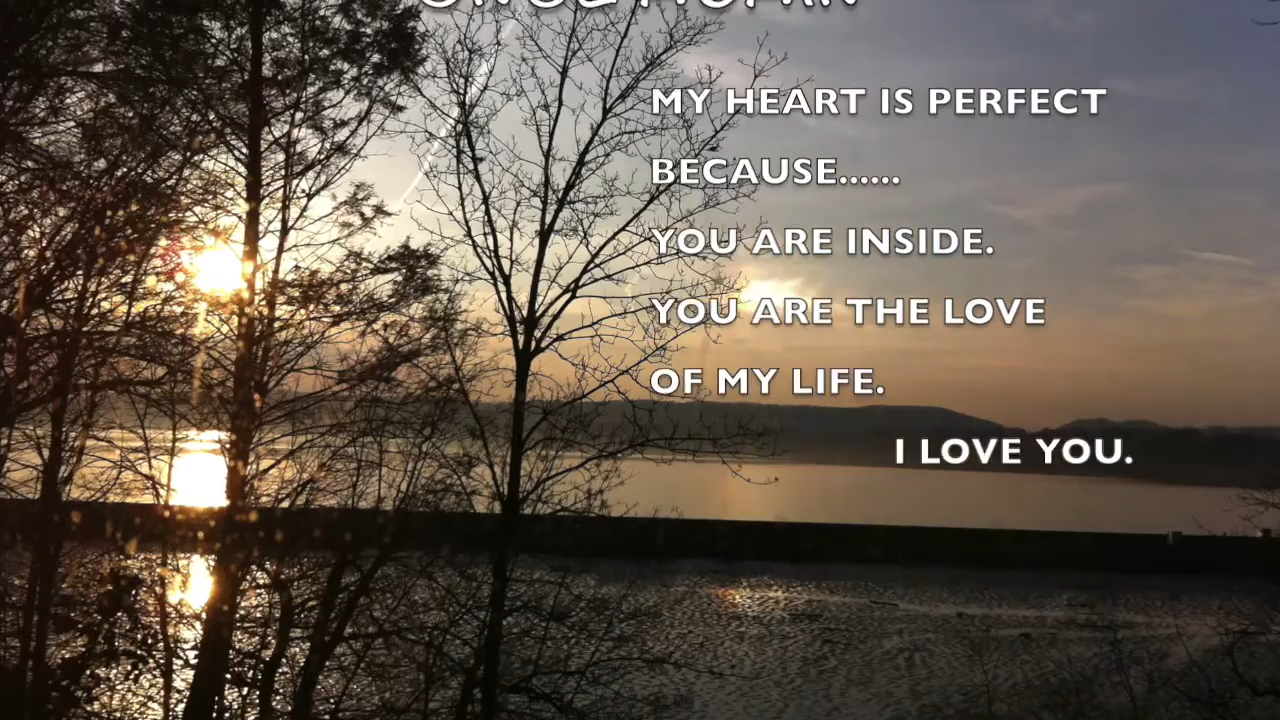 MY HEART IS PERFECT
BECAUSE......
YOU ARE INSIDE.
YOU ARE THE LOVE
OF MY LIFE.
I LOVE YOU.